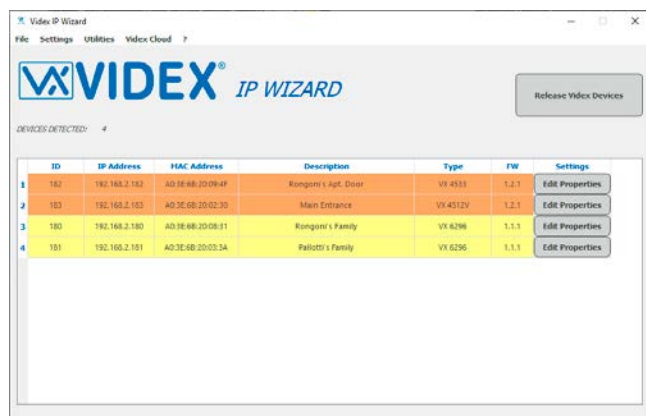 Videx IP Wizard
File Settings Utilities Videx Cloud ?
VIDEX® IP WIZARD
Release Videx Devices
DEVICES DETECTED: 4
ID IP Address MAC Address Description Type FW Settings
1 182 192.168.2.182 A0:3E:6B:20:09:4F Rongoni's Apt. Door VX 4533 1.2.1 Edit Properties
2 183 192.168.2.183 A0:3E:6B:20:02:30 Main Entrance VX 4512V 1.2.1 Edit Properties
3 180 192.168.2.180 A0:3E:6B:20:08:31 Rongoni's Family VX 6296 1.1.1 Edit Properties
4 181 192.168.2.181 A0:3E:6B:20:03:3A Pallotti's Family VX 6296 1.1.1 Edit Properties